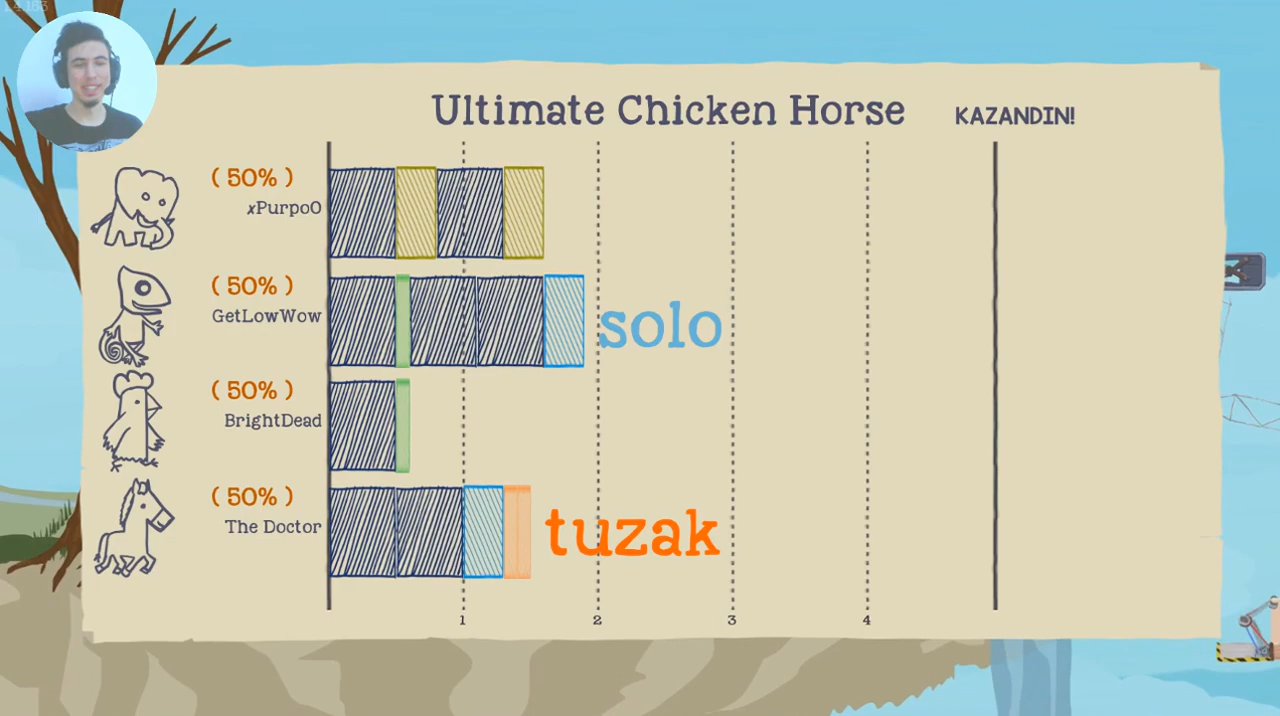 Ultimate Chicken Horse KAZANDIN!
( 50% )
xPurpoO
( 50% )
GetLowWow
solo
( 50% )
BrightDead
( 50% )
The Doctor
tuzak
1 2 3 4